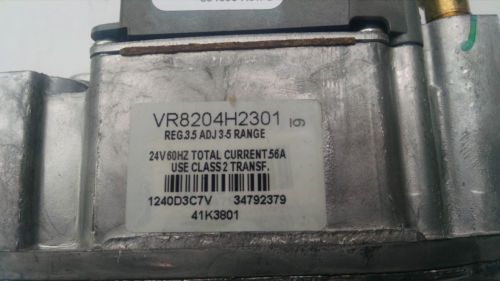 VR8204H2301
REG.3.5 ADJ 3-5 RANGE
24V 60HZ TOTAL CURRENT.56A
USE CLASS 2 TRANSF.
1240D3C7V 34792379
41K3801